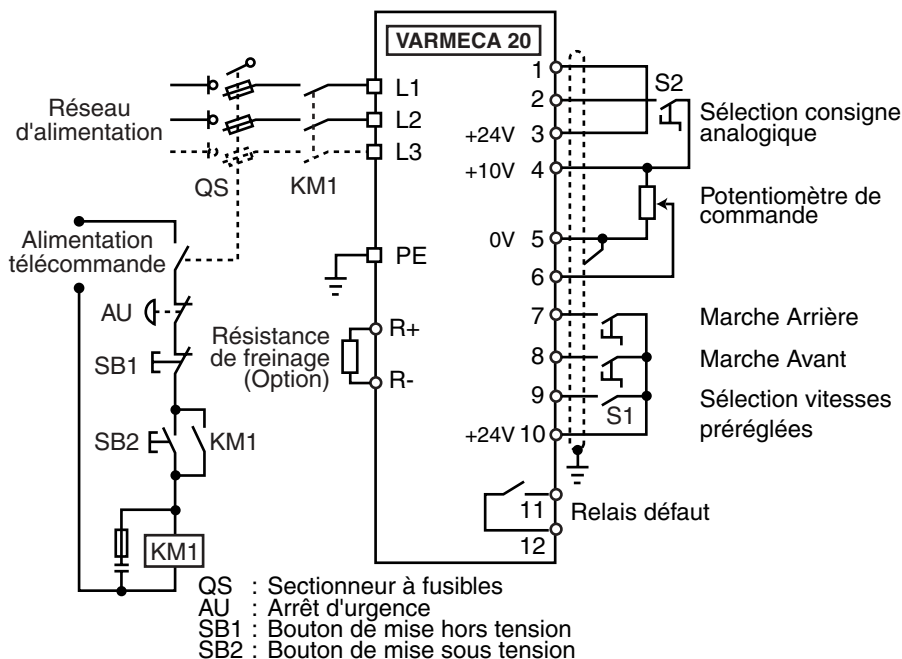 VARMECA 20
Réseau
d'alimentation
QS
KM1
L1
L2
L3
PE
R+
R-
Alimentation
télécommande
AU
SB1
SB2
KM1
KM1
Résistance
de freinage
(Option)
1
2
+24V 3
+10V 4
0V 5
6
7
8
9
+24V 10
11
12
S2
Sélection consigne
analogique
Potentiomètre de
commande
Marche Arrière
Marche Avant
S1
Sélection vitesses
préréglées
Relais défaut
QS : Sectionneur à fusibles
AU : Arrêt d'urgence
SB1 : Bouton de mise hors tension
SB2 : Bouton de mise sous tension